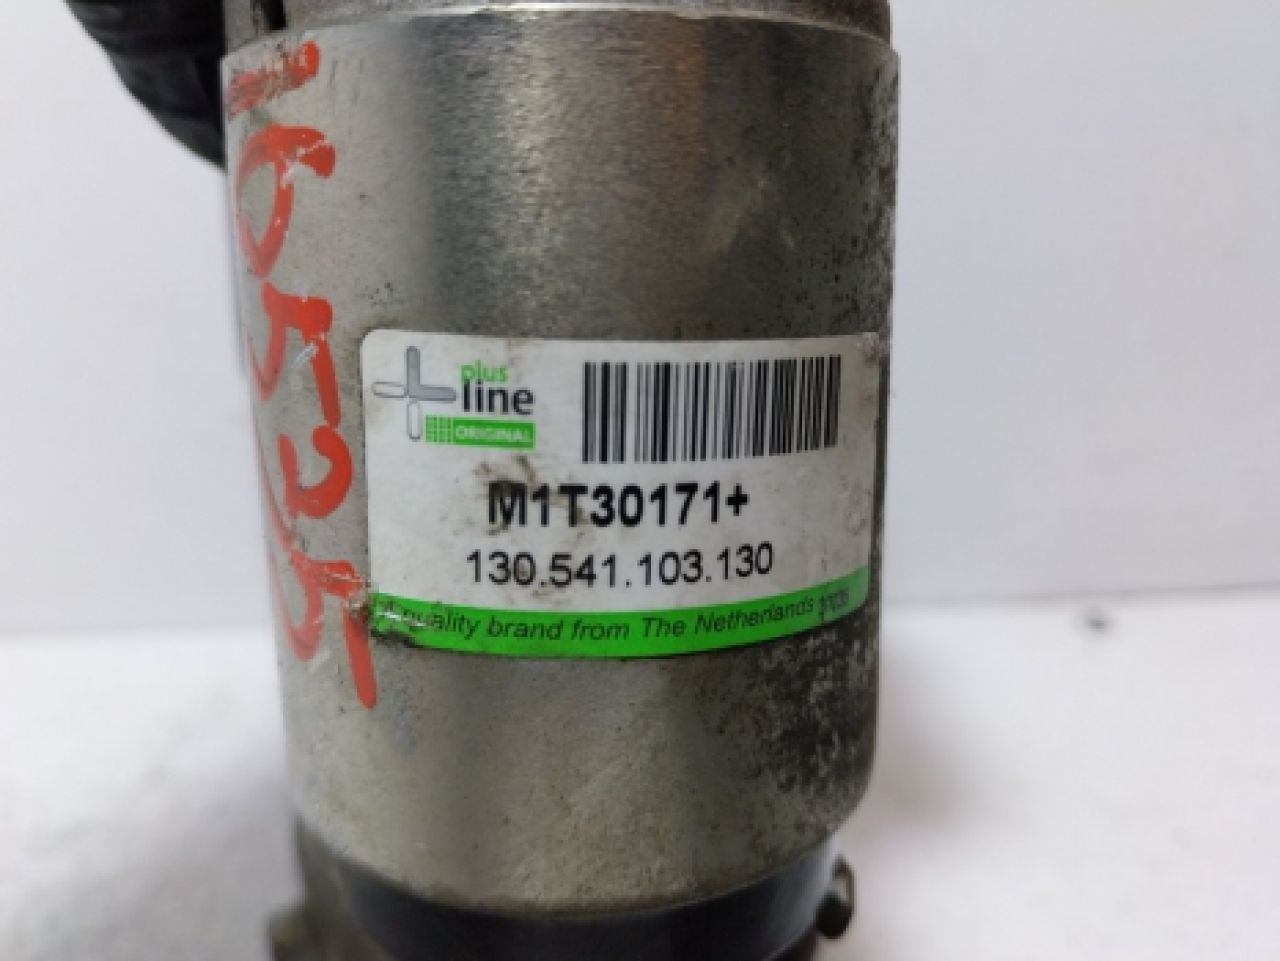 plus
line
ORIGINAL
M1T30171+
130.541.103.130
quality brand from The Netherlands